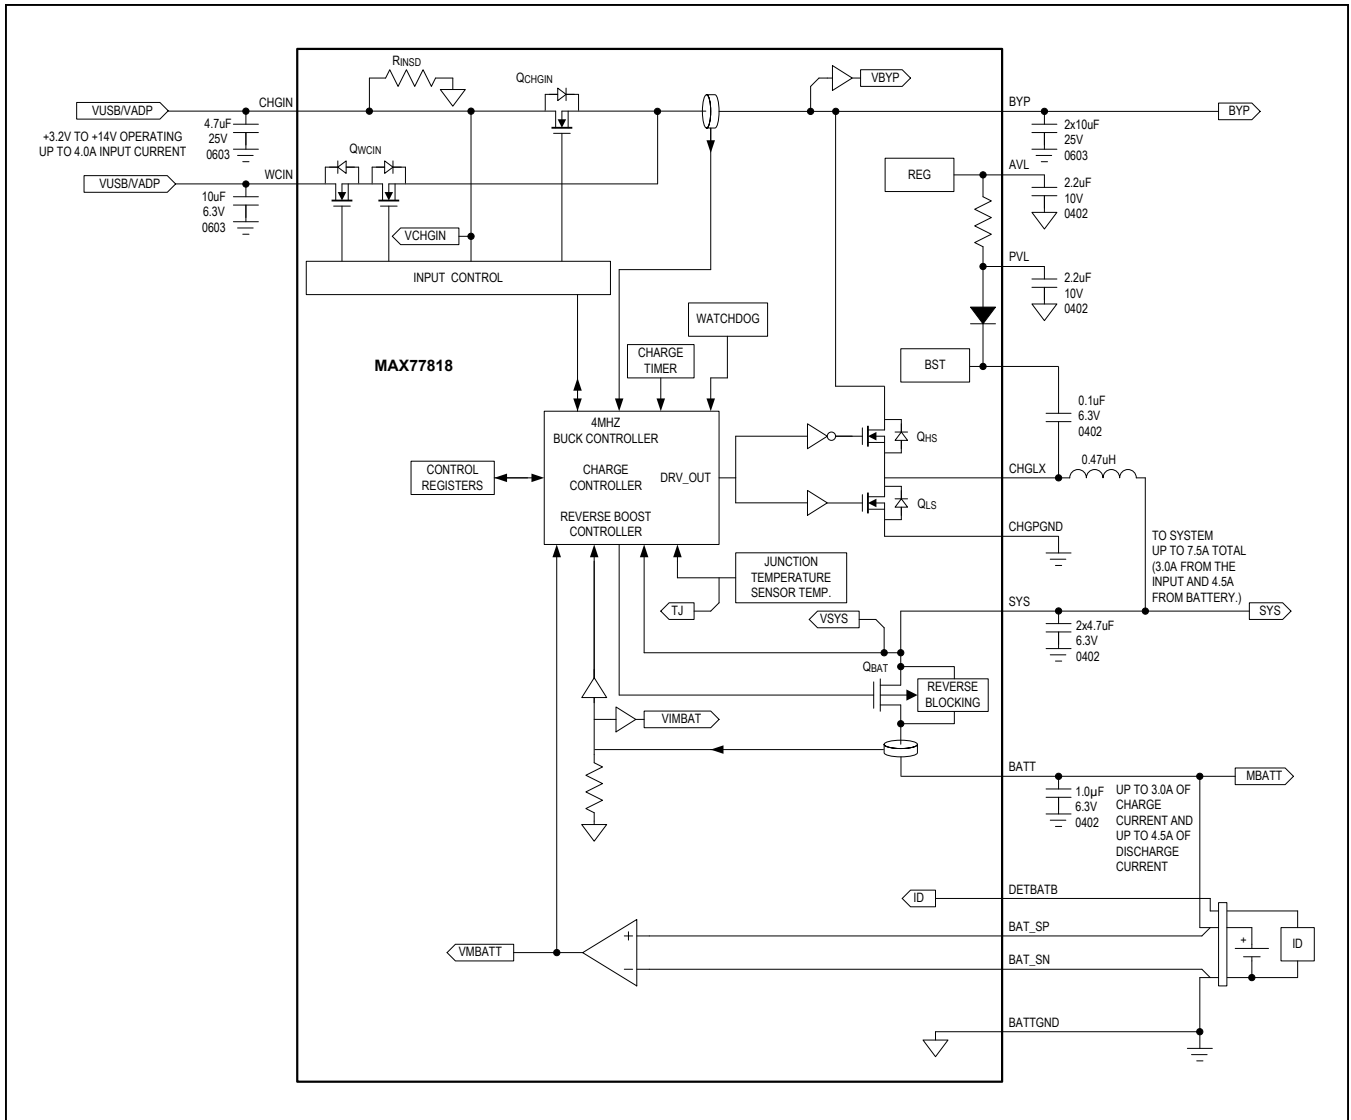 RINSD
QCHGIN
VBYP
VUSB/VADP
CHGIN
BYP
BYP
4.7uF
25V
0603
+3.2V TO +14V OPERATING
UP TO 4.0A INPUT CURRENT
2x10uF
25V
0603
QWCIN
VUSB/VADP
WCIN
10uF
6.3V
0603
REG
AVL
2.2uF
10V
0402
VCHGIN
INPUT CONTROL
PVL
2.2uF
10V
0402
WATCHDOG
MAX77818
CHARGE
TIMER
BST
0.1uF
6.3V
0402
4MHZ
BUCK CONTROLLER
CHARGE
CONTROLLER
DRV_OUT
REVERSE BOOST
CONTROLLER
CONTROL
REGISTERS
QHS
CHGLX
0.47uH
QLS
CHGPGND
TO SYSTEM
UP TO 7.5A TOTAL
(3.0A FROM THE
INPUT AND 4.5A
FROM BATTERY.)
JUNCTION
TEMPERATURE
SENSOR TEMP.
TJ
VSYS
SYS
SYS
2x4.7uF
6.3V
0402
QBAT
REVERSE
BLOCKING
VIMBAT
BATT
MBATT
1.0µF
6.3V
0402
UP TO 3.0A OF
CHARGE
CURRENT AND
UP TO 4.5A OF
DISCHARGE
CURRENT
ID
DETBATB
BAT_SP
VMBATT
+
−
BAT_SN
+
ID
BATTGND